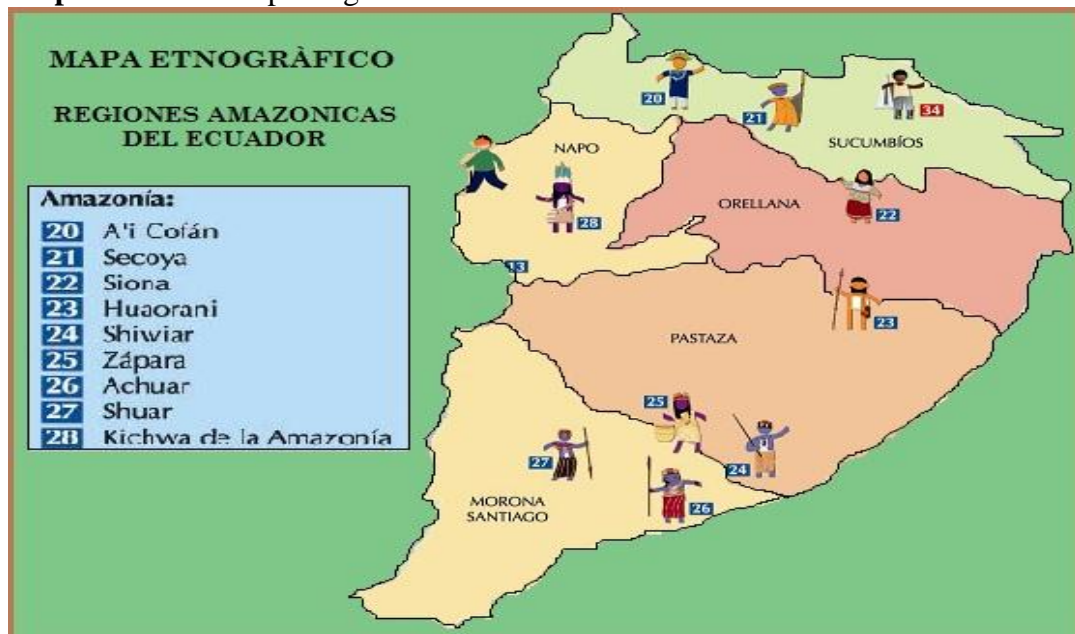 MAPA ETNOGRÀFICO
REGIONES AMAZONICAS
DEL ECUADOR
Amazonía:
20 A'i Cofán
21 Secoya
22 Siona
23 Huaorani
24 Shiwiar
25 Zápara
26 Achuar
27 Shuar
28 Kichwa de la Amazonía
20
21
34
SUCUMBÍOS
NAPO
28
ORELLANA
22
13
23
PASTAZA
25
24
27
26
MORONA
SANTIAGO